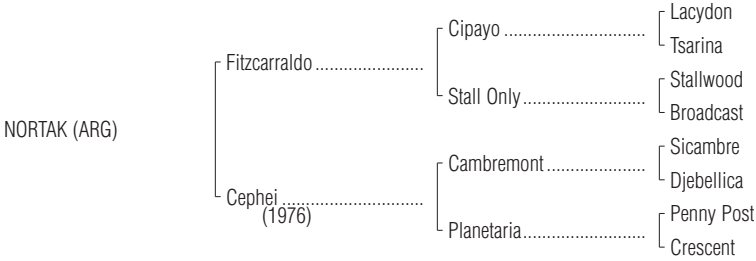 Lacydon
Cipayo ..............................
Tsarina
Fitzcarraldo .......................
Stallwood
Stall Only ..........................
Broadcast
NORTAK (ARG)
Sicambre
Cambremont .....................
Djebellica
Cephei ..............................
(1976)
Penny Post
Planetaria ..........................
Crescent